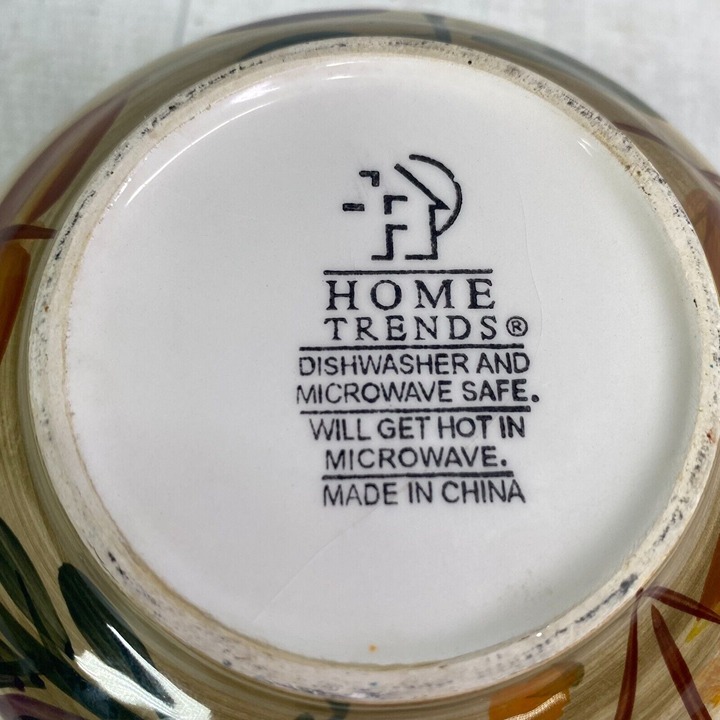 HOME
TRENDS®
DISHWASHER AND
MICROWAVE SAFE.
WILL GET HOT IN
MICROWAVE.
MADE IN CHINA